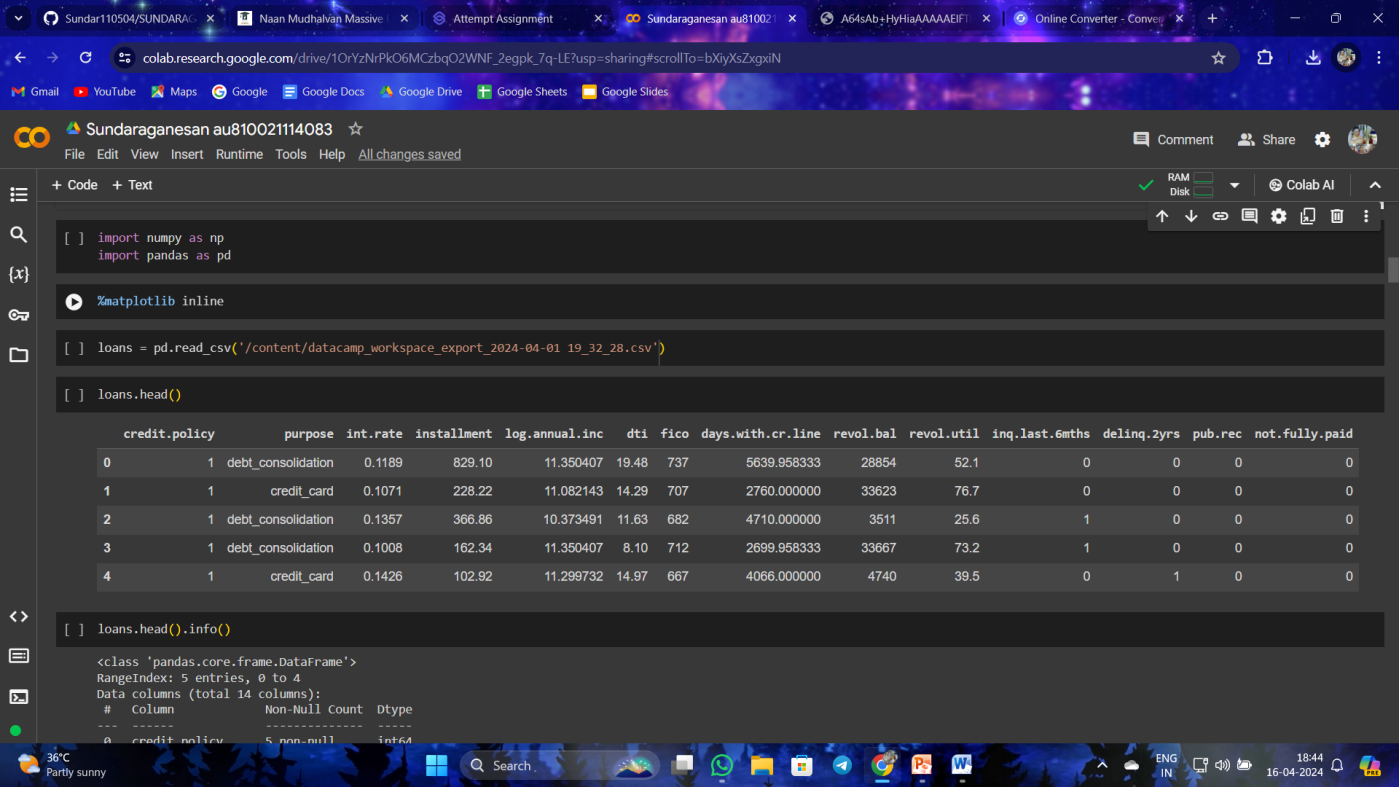 Sundar110504/SUNDARAG
Naan Mudhalvan Massive
Attempt Assignment
Sundaraganesan au810021
A64sAb+HyHiaAAAAAEIFT
Online Converter - Conver
colab.research.google.com/drive/1OrYzNrPkO6MCzbqO2WNF_2egpk_7q-LE?usp=sharing#scrollTo=bXiyXsZxgxiN
Gmail YouTube Maps Google Google Docs Google Drive Google Sheets Google Slides
Sundaraganesan au810021114083
Comment Share
File Edit View Insert Runtime Tools Help All changes saved
+ Code + Text
RAM
Disk
Colab AI
[ ] import numpy as np
import pandas as pd
%matplotlib inline
[ ] loans = pd.read_csv('/content/datacamp_workspace_export_2024-04-01 19_32_28.csv')
[ ] loans.head()
credit.policy purpose int.rate installment log.annual.inc dti fico days.with.cr.line revol.bal revol.util inq.last.6mths delinq.2yrs pub.rec not.fully.paid
0 1 debt_consolidation 0.1189 829.10 11.350407 19.48 737 5639.958333 28854 52.1 0 0 0 0
1 1 credit_card 0.1071 228.22 11.082143 14.29 707 2760.000000 33623 76.7 0 0 0 0
2 1 debt_consolidation 0.1357 366.86 10.373491 11.63 682 4710.000000 3511 25.6 1 0 0 0
3 1 debt_consolidation 0.1008 162.34 11.350407 8.10 712 2699.958333 33667 73.2 1 0 0 0
4 1 credit_card 0.1426 102.92 11.299732 14.97 667 4066.000000 4740 39.5 0 1 0 0
[ ] loans.head().info()
<class 'pandas.core.frame.DataFrame'>
RangeIndex: 5 entries, 0 to 4
Data columns (total 14 columns):
# Column Non-Null Count Dtype
--- ------ -------------- -----
0 credit.policy 5 non-null int64
36°C
Partly sunny
Search
ENG
IN
18:44
16-04-2024
PRE